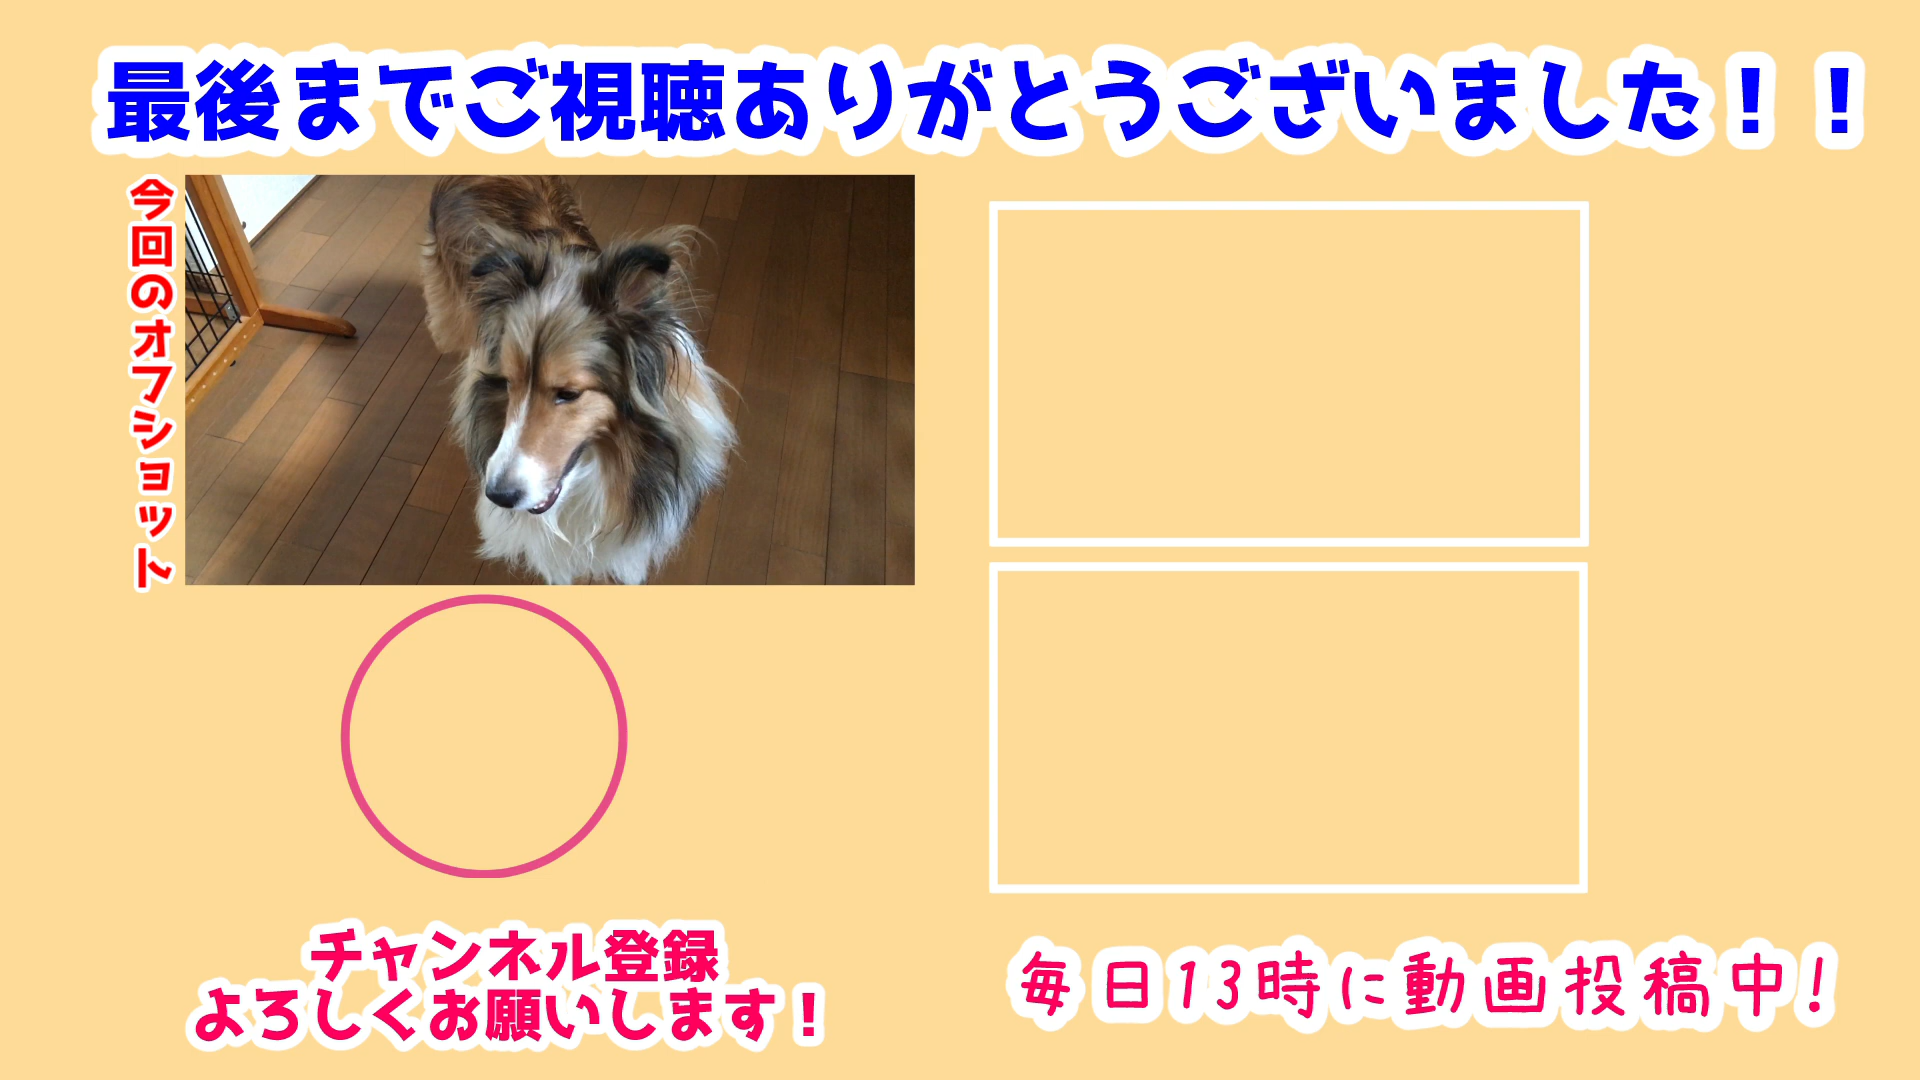 最後までご視聴ありがとうございました！！
今回のオフショット
チャンネル登録
よろしくお願いします！
毎日13時に動画投稿中！